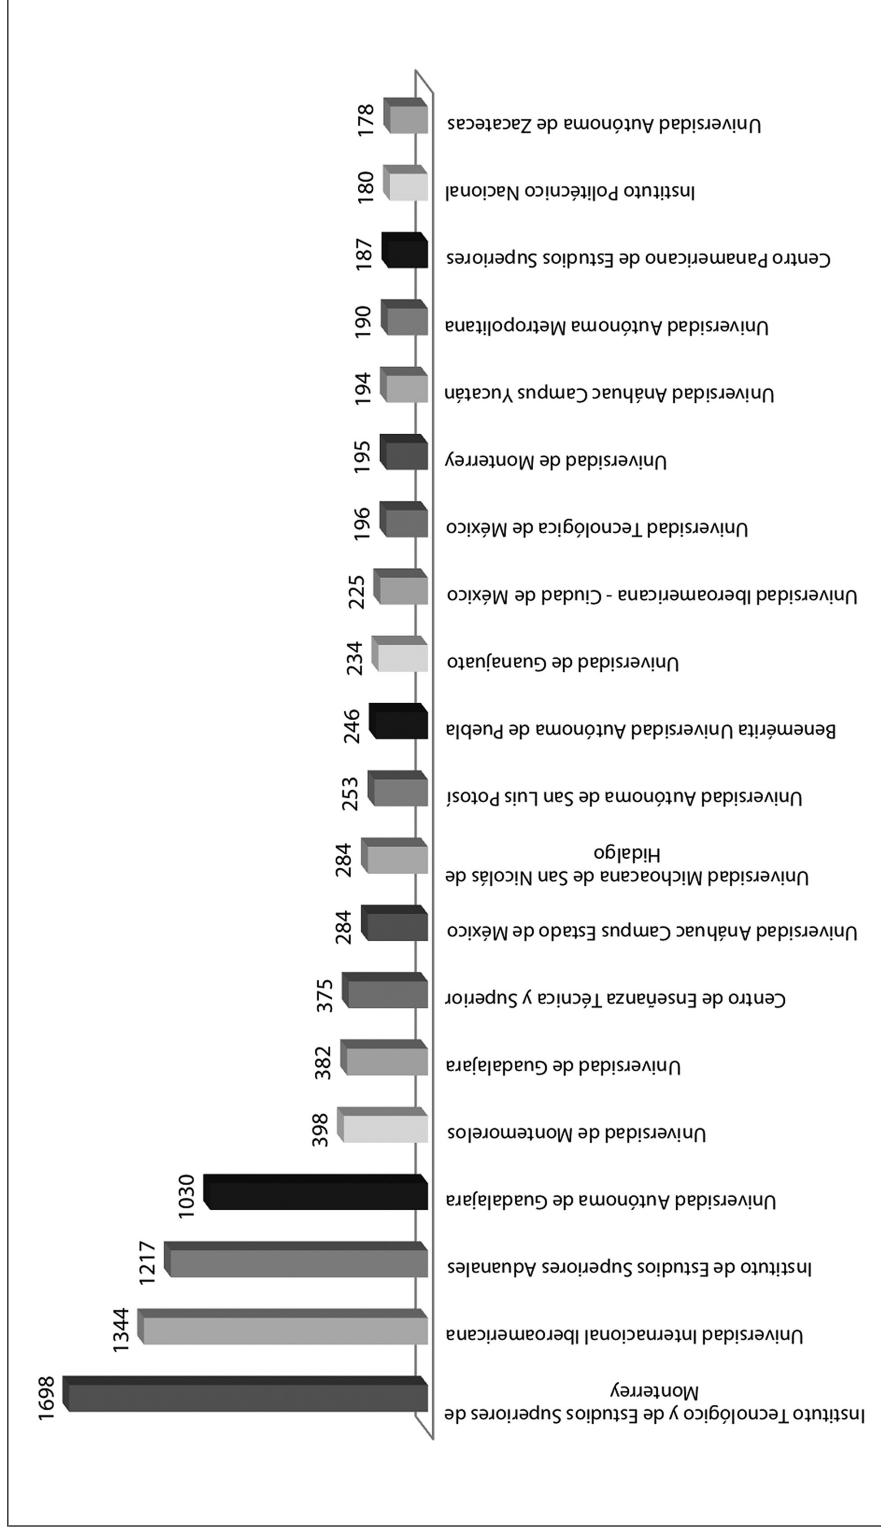 1698
1344
1217
1030
398
382
375
284
284
253
246
234
225
196
195
194
190
187
180
178
Instituto Tecnológico y de Estudios Superiores de
Monterrey
Universidad Internacional Iberoamericana
Instituto de Estudios Superiores Aduanales
Universidad Autónoma de Guadalajara
Universidad de Montemorelos
Universidad de Guadalajara
Centro de Enseñanza Técnica y Superior
Universidad Anáhuac Campus Estado de México
Universidad Michoacana de San Nicolás de
Hidalgo
Universidad Autónoma de San Luis Potosí
Benemérita Universidad Autónoma de Puebla
Universidad de Guanajuato
Universidad Iberoamericana - Ciudad de México
Universidad Tecnológica de México
Universidad de Monterrey
Universidad Anáhuac Campus Yucatán
Universidad Autónoma Metropolitana
Centro Panamericano de Estudios Superiores
Instituto Politécnico Nacional
Universidad Autónoma de Zacatecas